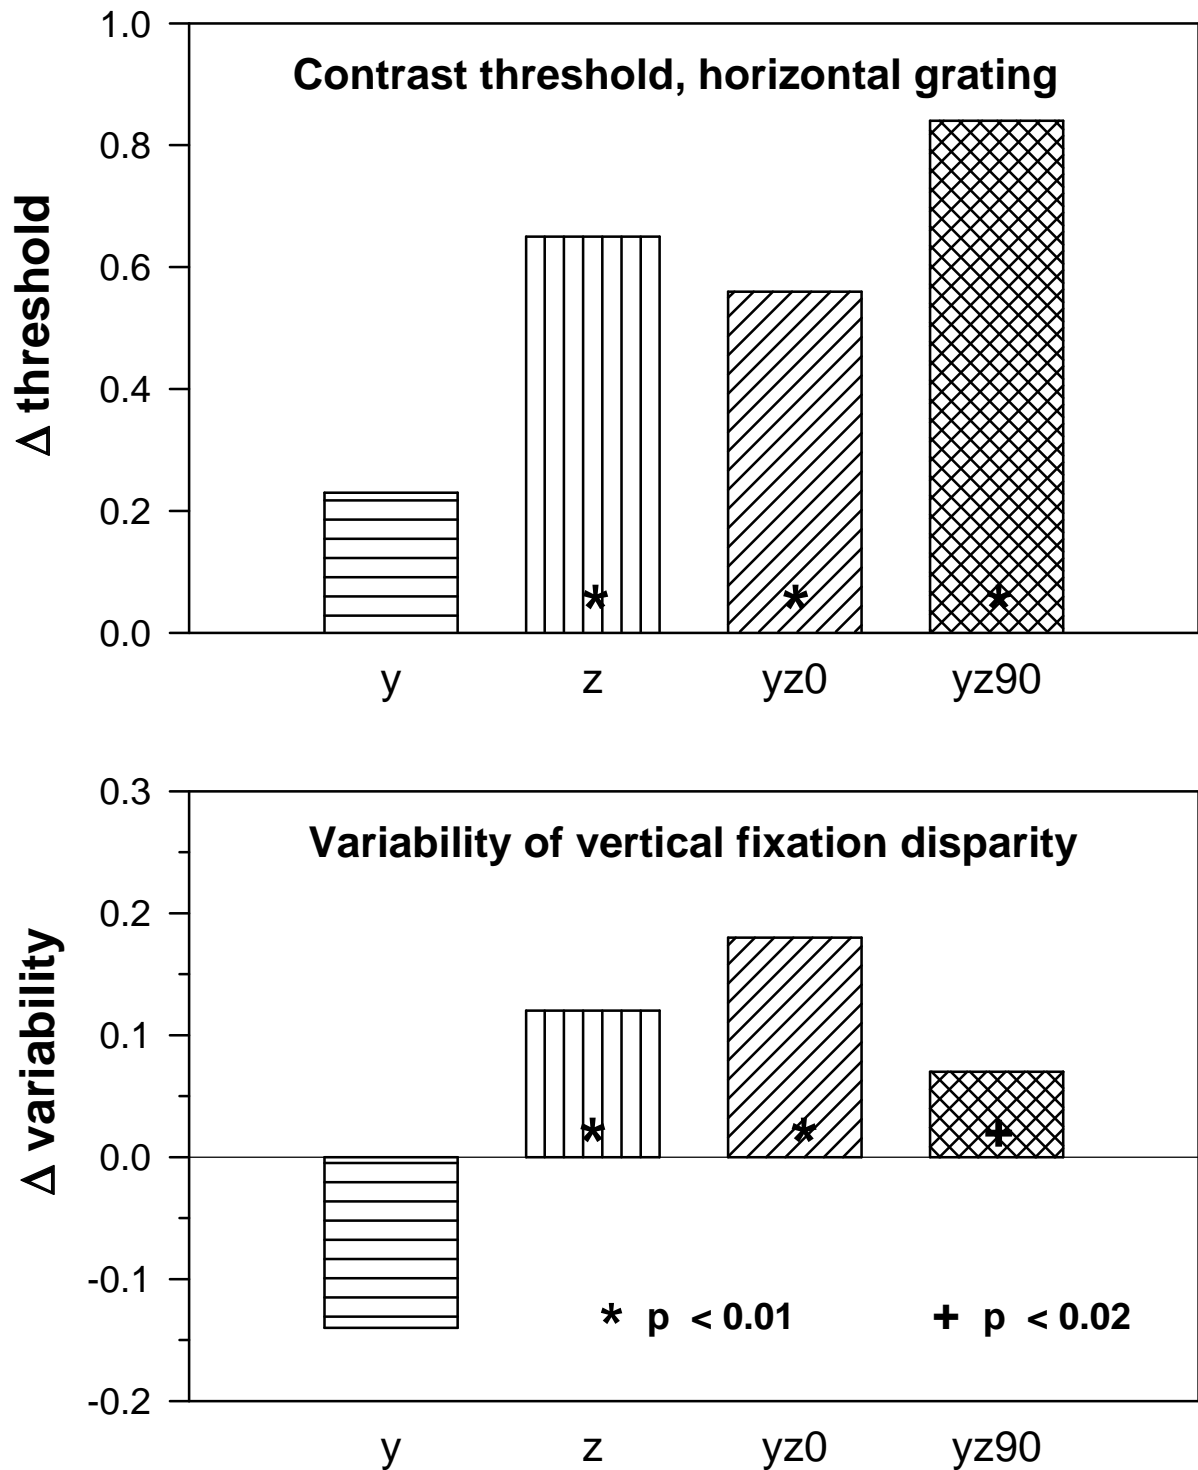 Contrast threshold, horizontal grating
Δ threshold
1.0
0.8
0.6
0.4
0.2
0.0
* * *
y z yz0 yz90
Variability of vertical fixation disparity
Δ variability
0.3
0.2
0.1
0.0
-0.1
-0.2
* * +
* p < 0.01 + p < 0.02
y z yz0 yz90